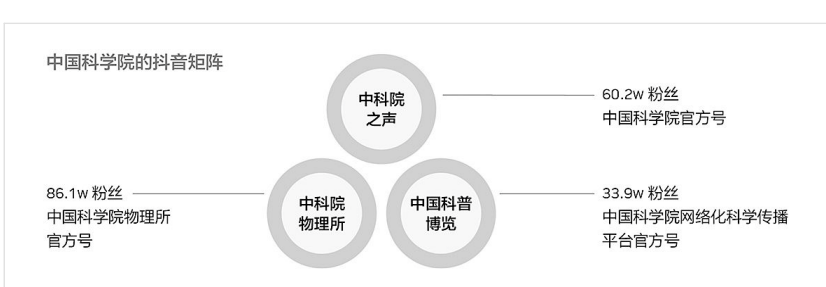 中国科学院的抖音矩阵
中科院
之声
60.2w 粉丝
中国科学院官方号
86.1w 粉丝
中国科学院物理所
官方号
中科院
物理所
中国科普
博览
33.9w 粉丝
中国科学院网络化科学传播
平台官方号